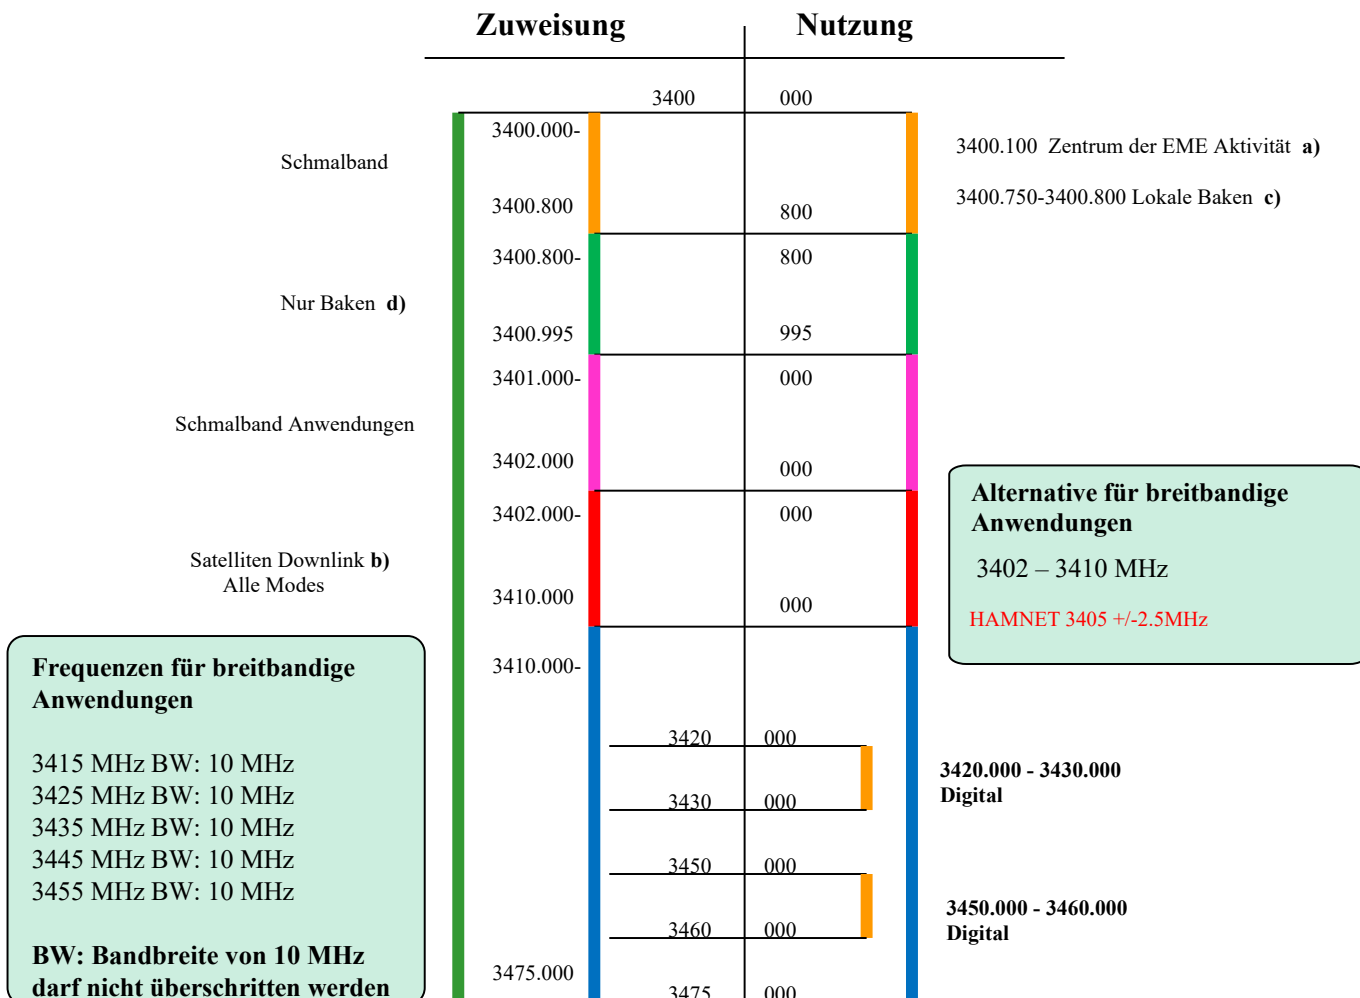 Zuweisung Nutzung
3400 000
3400.000-
Schmalband
3400.800
800
3400.100 Zentrum der EME Aktivität a)
3400.750-3400.800 Lokale Baken c)
3400.800-
800
Nur Baken d)
3400.995
995
3401.000-
000
Schmalband Anwendungen
3402.000
000
3402.000-
000
Satelliten Downlink b)
Alle Modes
3410.000
000
Alternative für breitbandige
Anwendungen
3402 – 3410 MHz
HAMNET 3405 +/-2.5MHz
Frequenzen für breitbandige
Anwendungen
3415 MHz BW: 10 MHz
3425 MHz BW: 10 MHz
3435 MHz BW: 10 MHz
3445 MHz BW: 10 MHz
3455 MHz BW: 10 MHz
BW: Bandbreite von 10 MHz
darf nicht überschritten werden
3410.000-
3420 000
3430 000
3420.000 - 3430.000
Digital
3450 000
3460 000
3450.000 - 3460.000
Digital
3475.000
3475 000